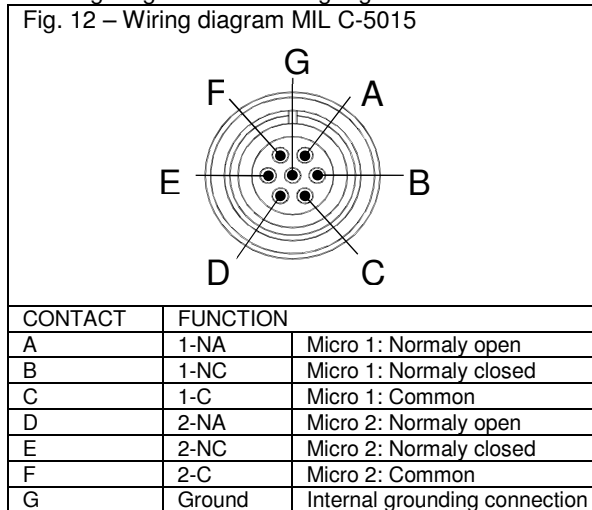 Fig. 12 – Wiring diagram MIL C-5015
G
F A
E B
D C
CONTACT FUNCTION
A 1-NA Micro 1: Normaly open
B 1-NC Micro 1: Normaly closed
C 1-C Micro 1: Common
D 2-NA Micro 2: Normaly open
E 2-NC Micro 2: Normaly closed
F 2-C Micro 2: Common
G Ground Internal grounding connection